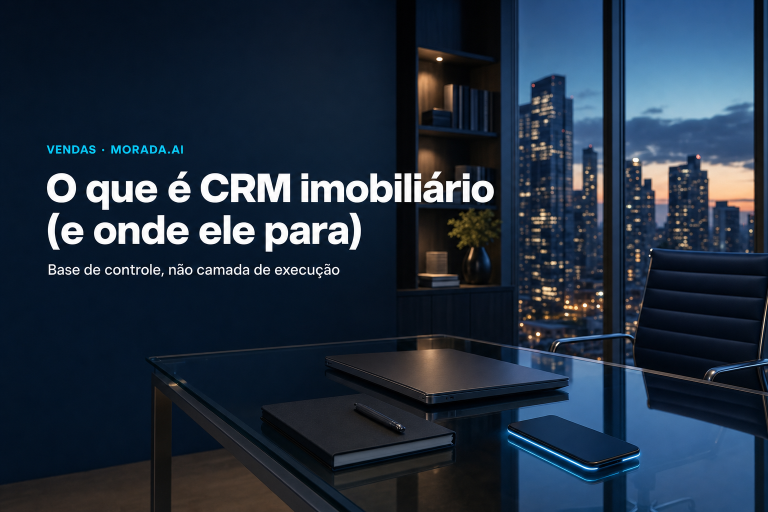 VENDAS · MORADA.AI
O que é CRM imobiliário
(e onde ele para)
Base de controle, não camada de execução